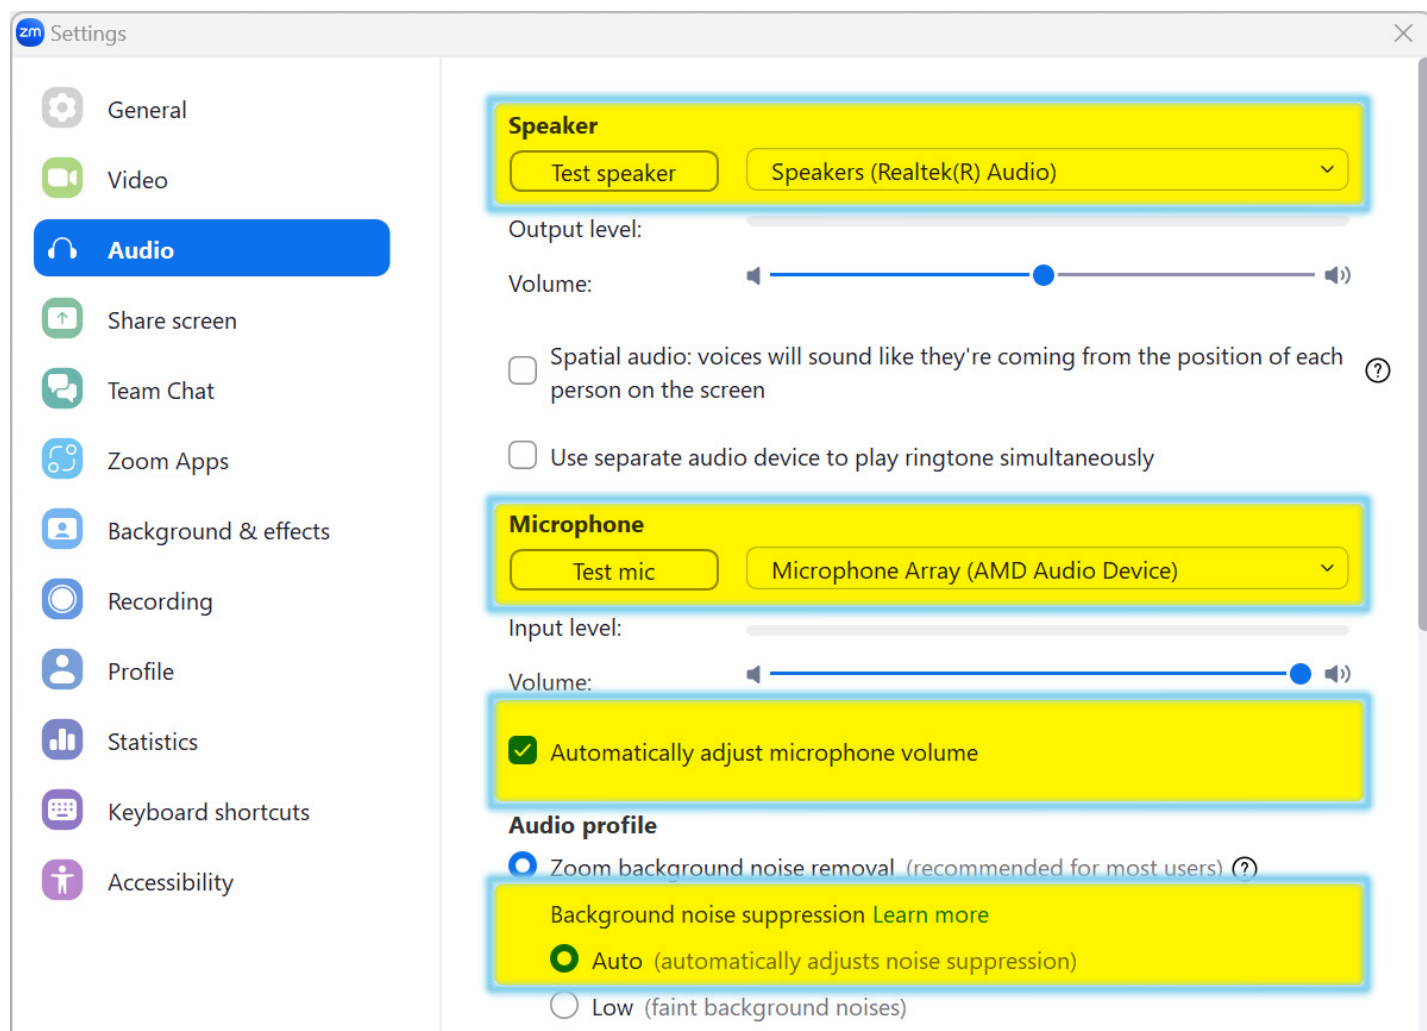 zm Settings
General
Video
Audio
Share screen
Team Chat
Zoom Apps
Background & effects
Recording
Profile
Statistics
Keyboard shortcuts
Accessibility
Speaker
Test speaker Speakers (Realtek(R) Audio)
Output level:
Volume:
Spatial audio: voices will sound like they're coming from the position of each
person on the screen
Use separate audio device to play ringtone simultaneously
Microphone
Test mic Microphone Array (AMD Audio Device)
Input level:
Volume:
Automatically adjust microphone volume
Audio profile
Zoom background noise removal (recommended for most users)
Background noise suppression Learn more
Auto (automatically adjusts noise suppression)
Low (faint background noises)